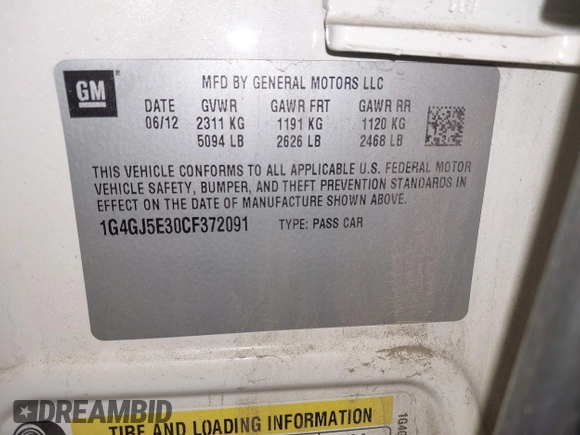 GM
MFD BY GENERAL MOTORS LLC
DATE GVWR GAWR FRT GAWR RR
06/12 2311 KG 1191 KG 1120 KG
5094 LB 2626 LB 2468 LB
THIS VEHICLE CONFORMS TO ALL APPLICABLE U.S. FEDERAL MOTOR
VEHICLE SAFETY, BUMPER, AND THEFT PREVENTION STANDARDS IN
EFFECT ON THE DATE OF MANUFACTURE SHOWN ABOVE.
1G4GJ5E30CF372091 TYPE: PASS CAR
TIRE AND LOADING INFORMATION
DREAMBID